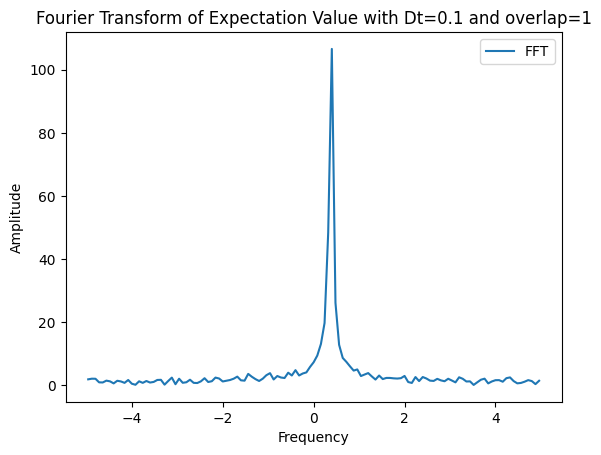 Fourier Transform of Expectation Value with Dt=0.1 and overlap=1
FFT
100
80
60
40
20
0
Amplitude
−4
−2
0
2
4
Frequency